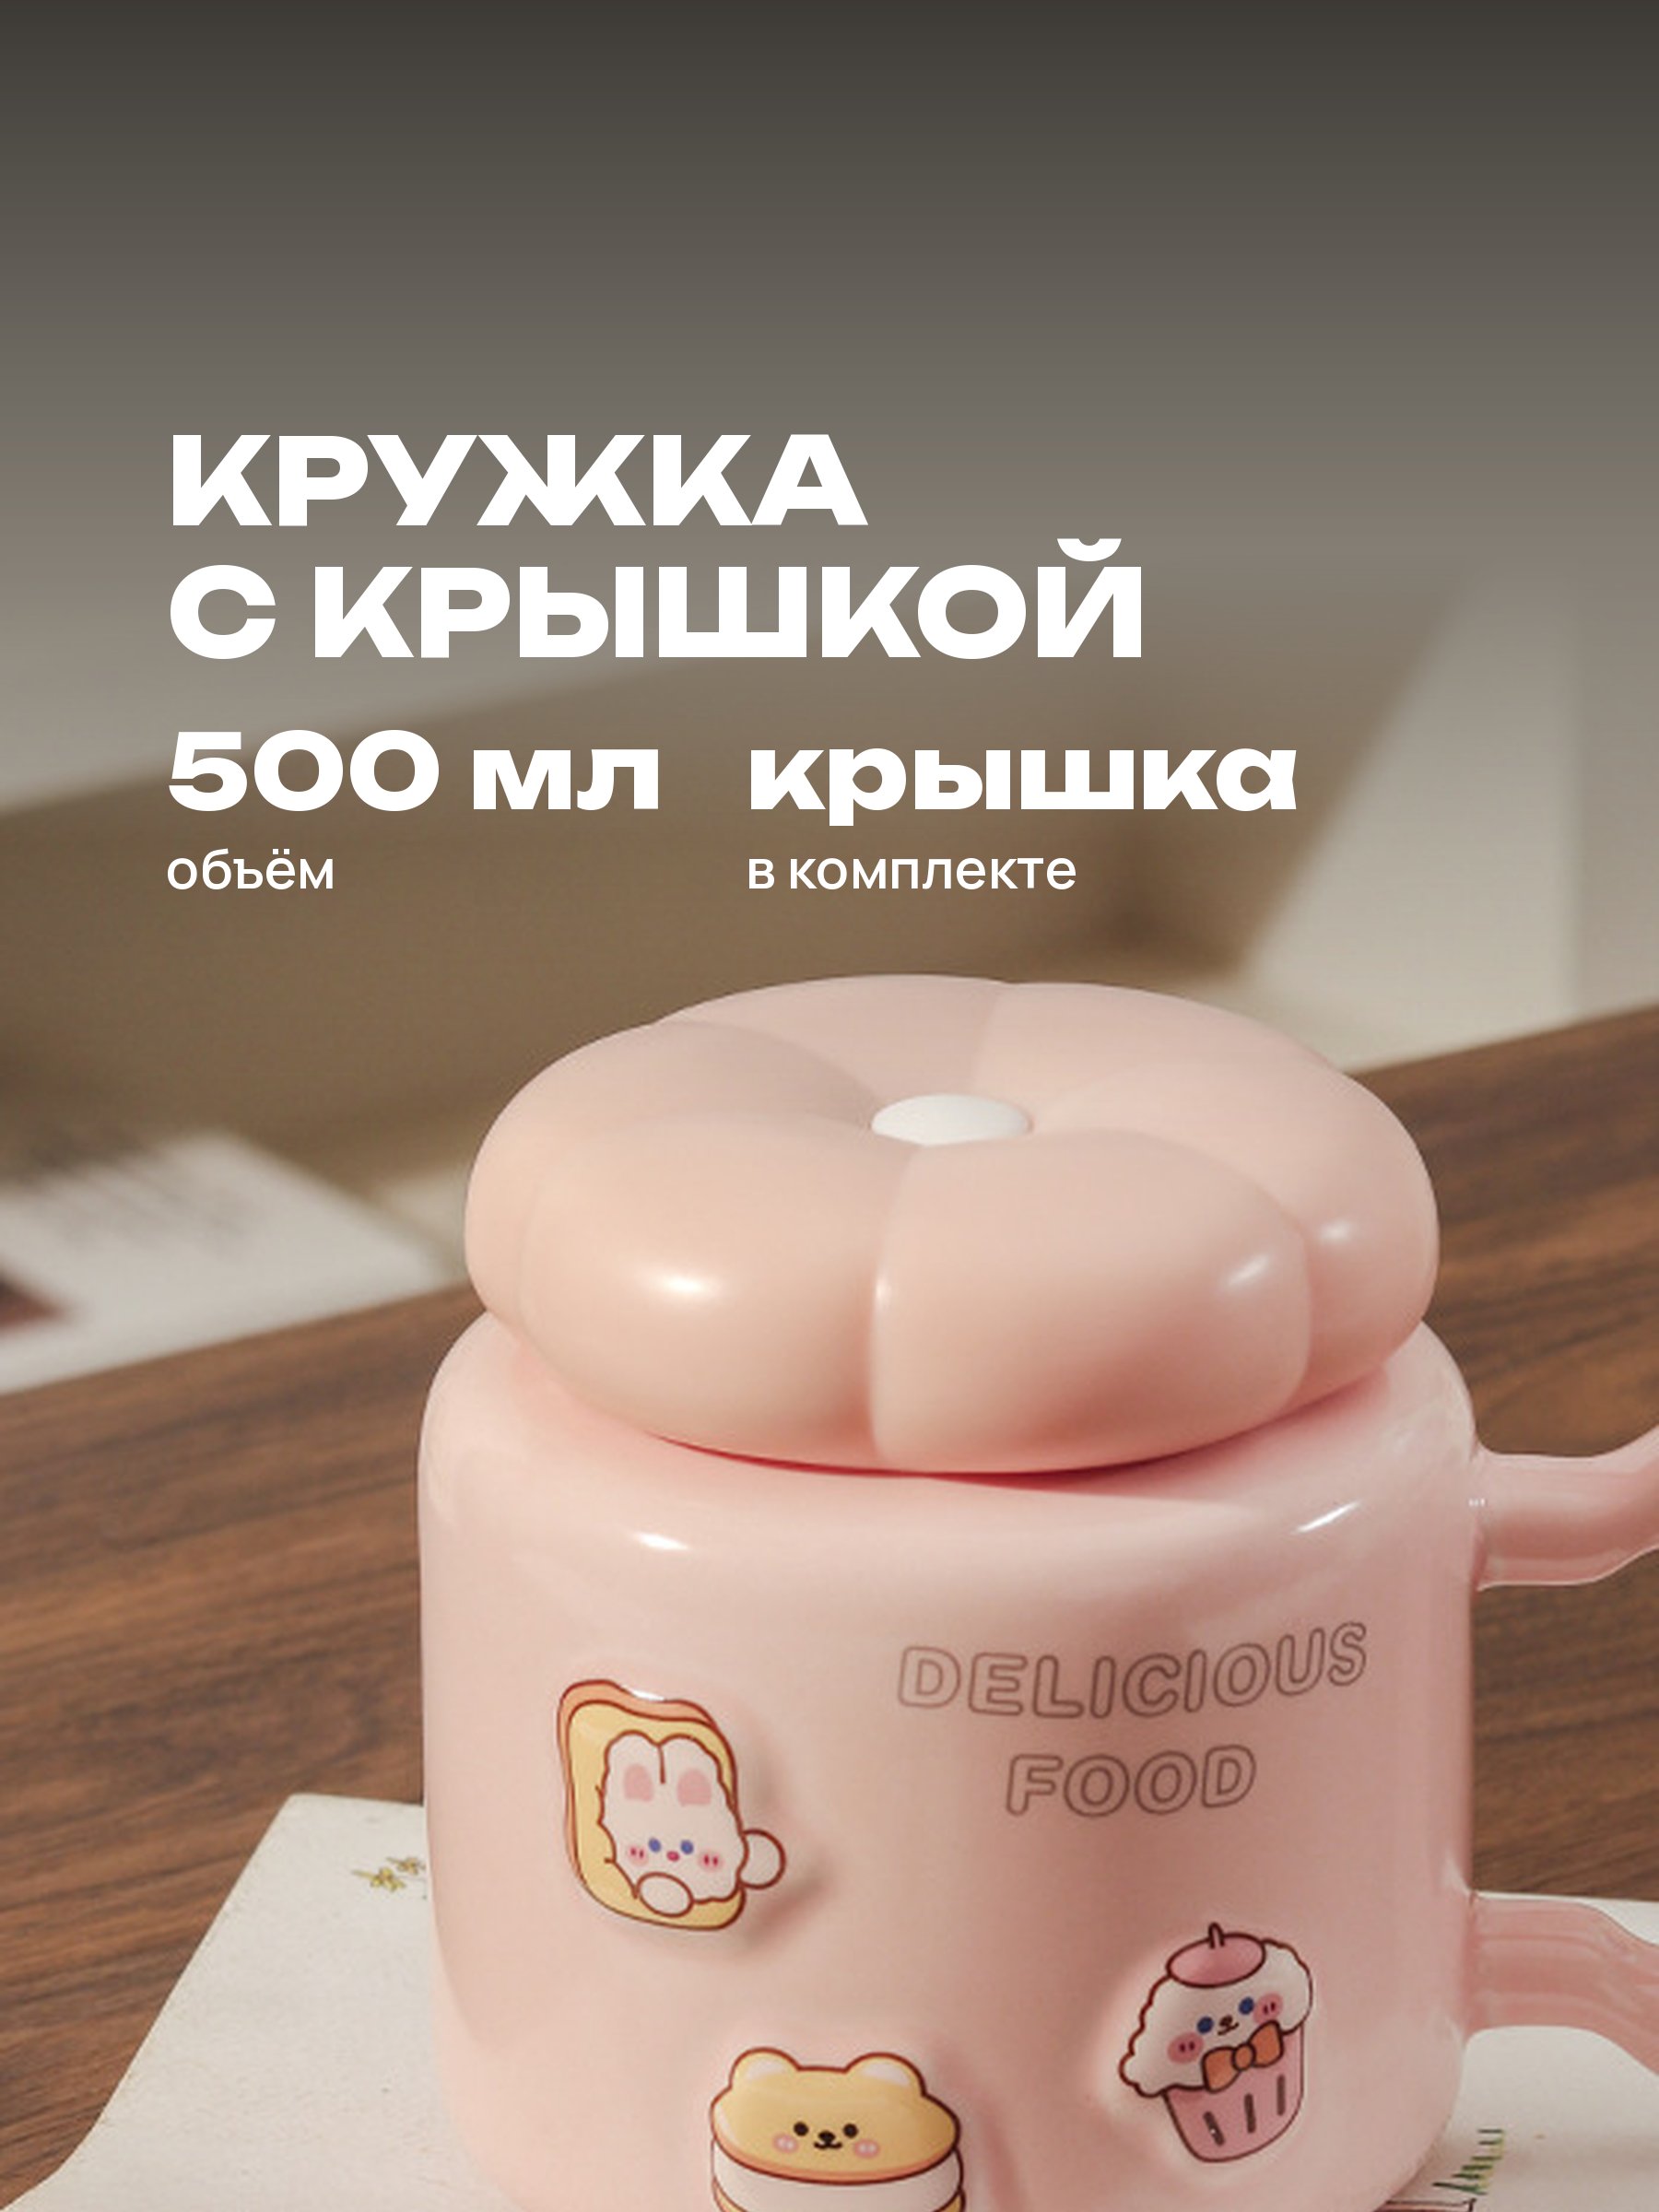 КРУЖКА
С КРЫШКОЙ
500 мл крышка
объём в комплекте
DELICIOUS
FOOD